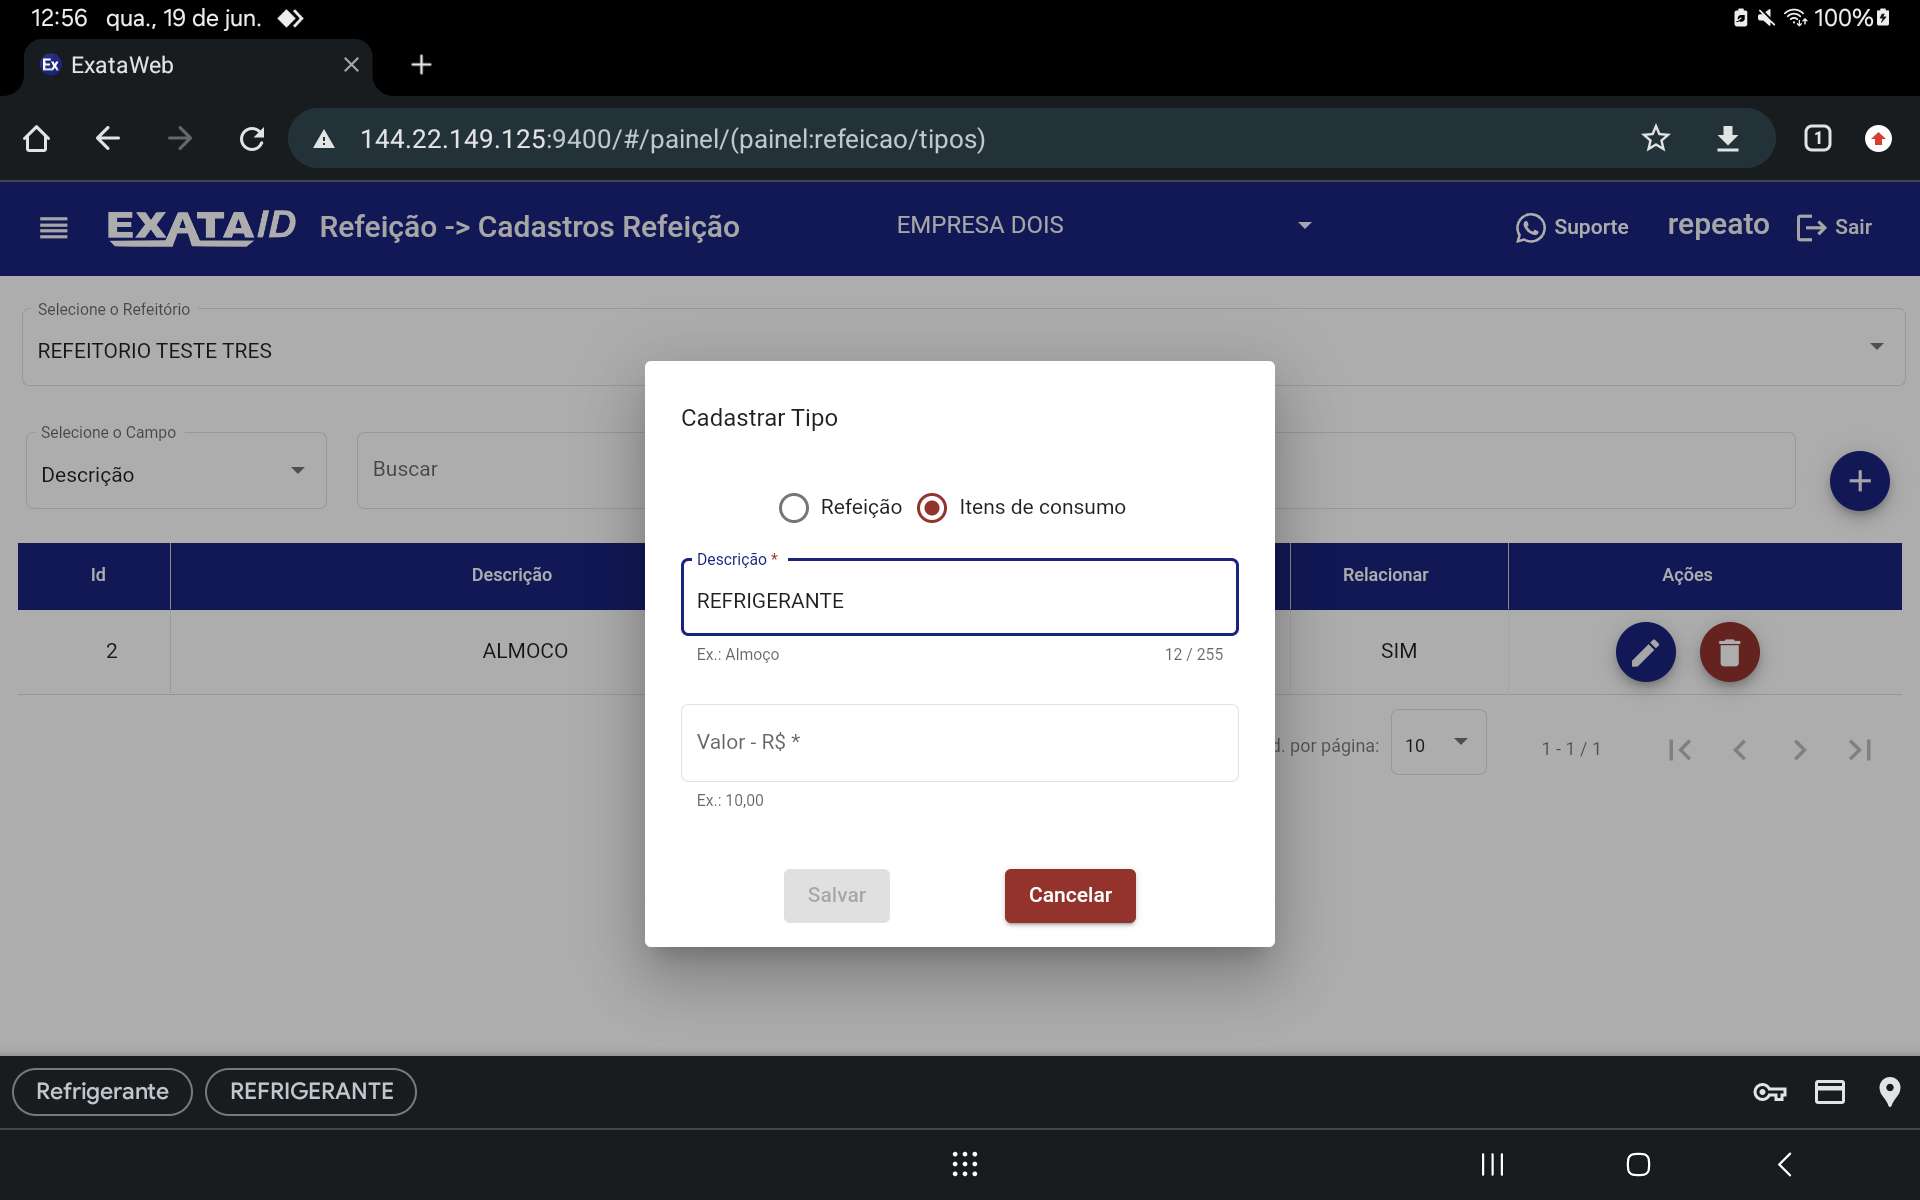 12:56 qua., 19 de jun. 100%
Ex ExataWeb
144.22.149.125:9400/#/painel/(painel:refeicao/tipos) 1
EXATAID Refeição -> Cadastros Refeição EMPRESA DOIS Suporte repeato Sair
Selecione o Refeitório
REFEITORIO TESTE TRES
Cadastrar Tipo
Selecione o Campo
Descrição Buscar
Refeição Itens de consumo
Id Descrição Relacionar Ações
Descrição *
REFRIGERANTE
2 ALMOCO SIM
Ex.: Almoço 12 / 255
Valor - R$ *
d. por página: 10 1 - 1 / 1
Ex.: 10,00
Salvar Cancelar
Refrigerante REFRIGERANTE